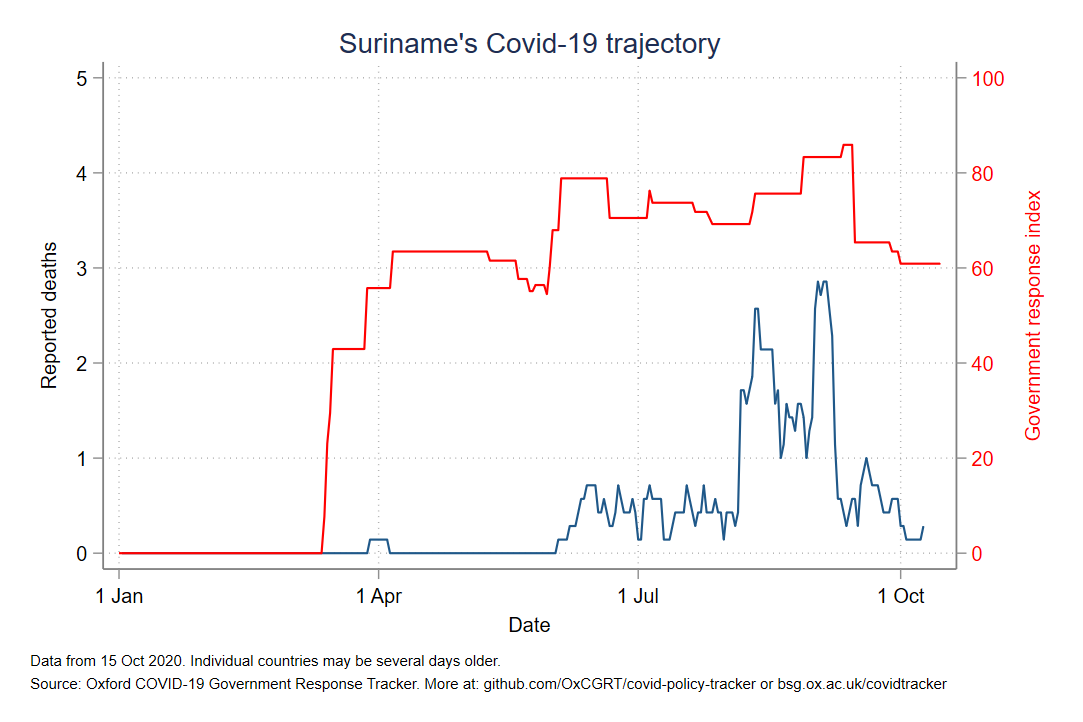 Suriname's Covid-19 trajectory
5
4
3
2
1
0
Reported deaths
100
80
60
40
20
0
Government response index
1 Jan
1 Apr
1 Jul
1 Oct
Date
Data from 15 Oct 2020. Individual countries may be several days older.
Source: Oxford COVID-19 Government Response Tracker. More at: github.com/OxCGRT/covid-policy-tracker or bsg.ox.ac.uk/covidtracker